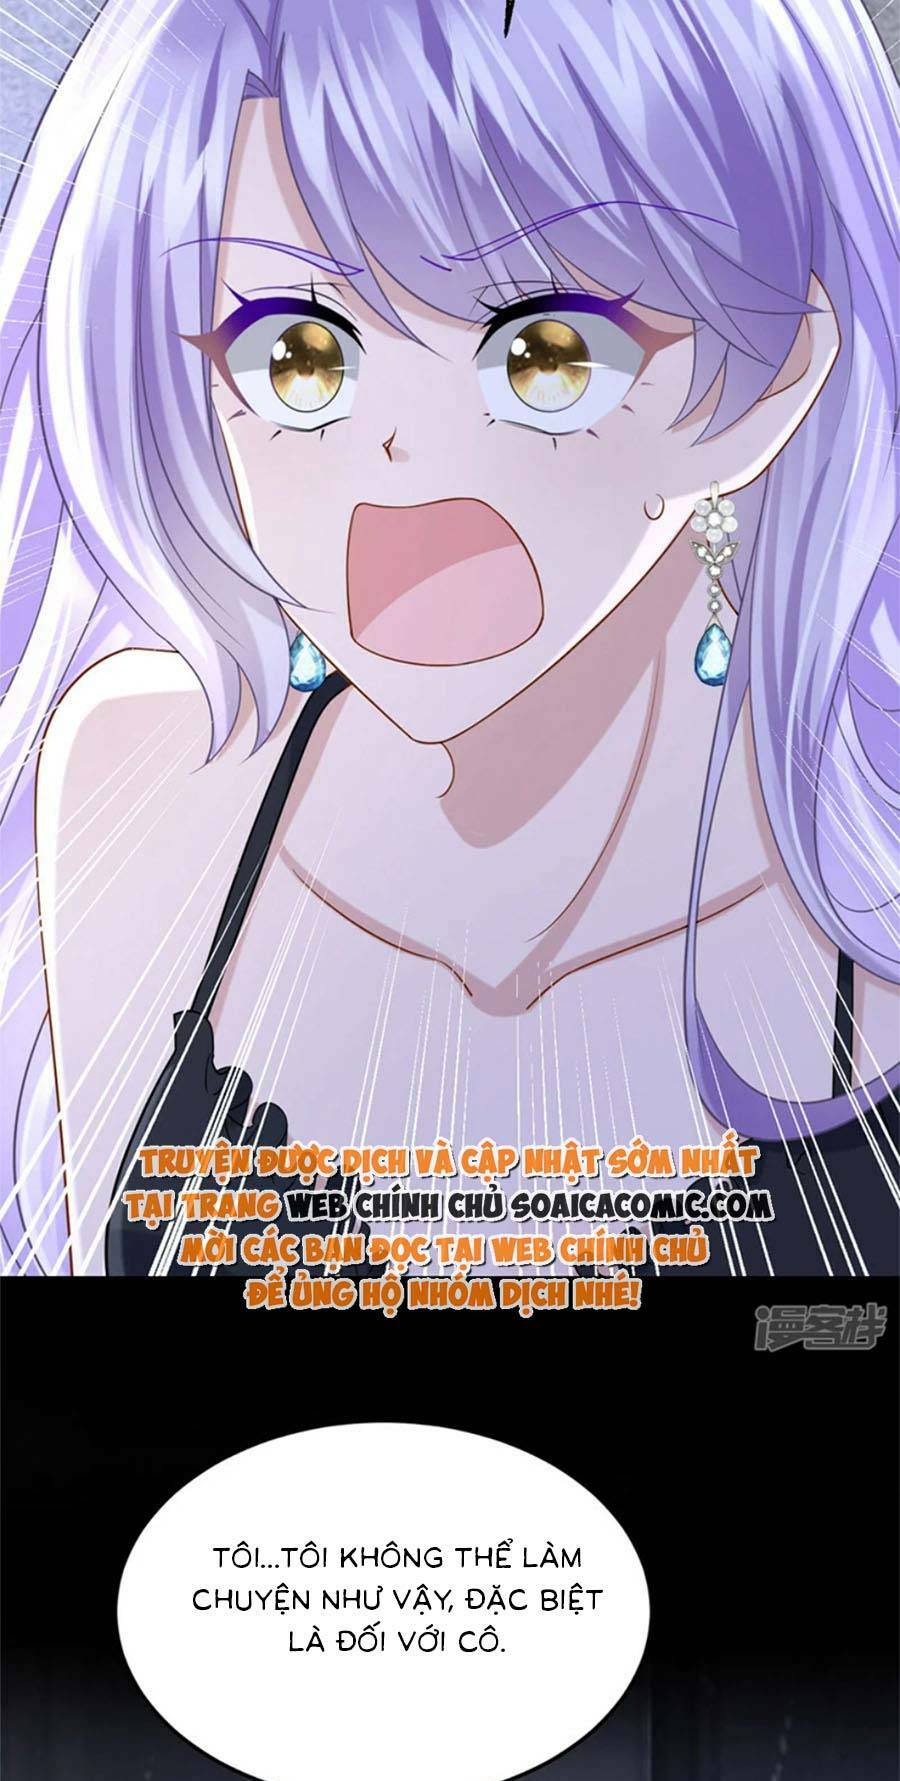 TRUYỆN ĐƯỢC DỊCH VÀ CẬP NHẬT SỚM NHẤT
TẠI TRANG WEB CHÍNH CHỦ SOAICACOMIC.COM
MỜI CÁC BẠN ĐỌC TẠI WEB CHÍNH CHỦ
ĐỂ ỦNG HỘ NHÓM DỊCH NHÉ!
漫客栈
TÔI...TÔI KHÔNG THỂ LÀM
CHUYỆN NHƯ VẬY, ĐẶC BIỆT
LÀ ĐỐI VỚI CÔ.